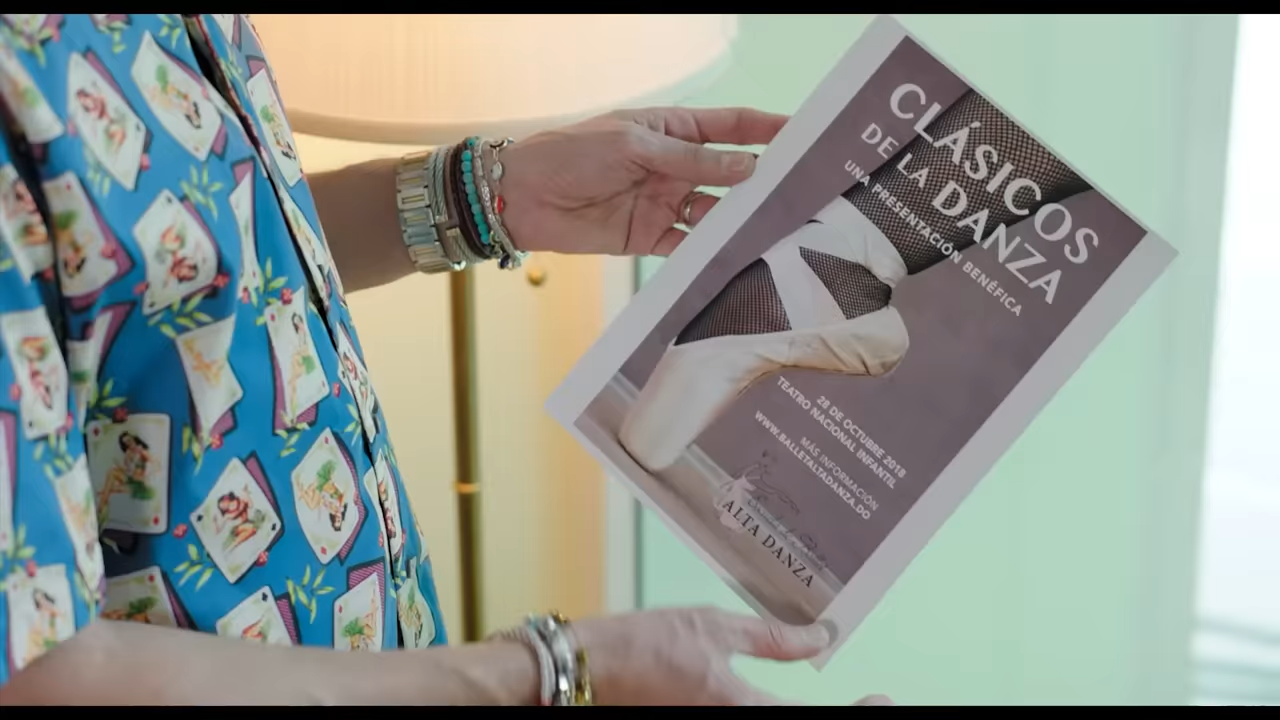 CLÁSICOS
DE LA DANZA
UNA PRESENTACIÓN BENÉFICA
28 DE OCTUBRE 2018
TEATRO NACIONAL INFANTIL
MÁS INFORMACIÓN
WWW.BALLETALTADANZA.DO
ALTA DANZA